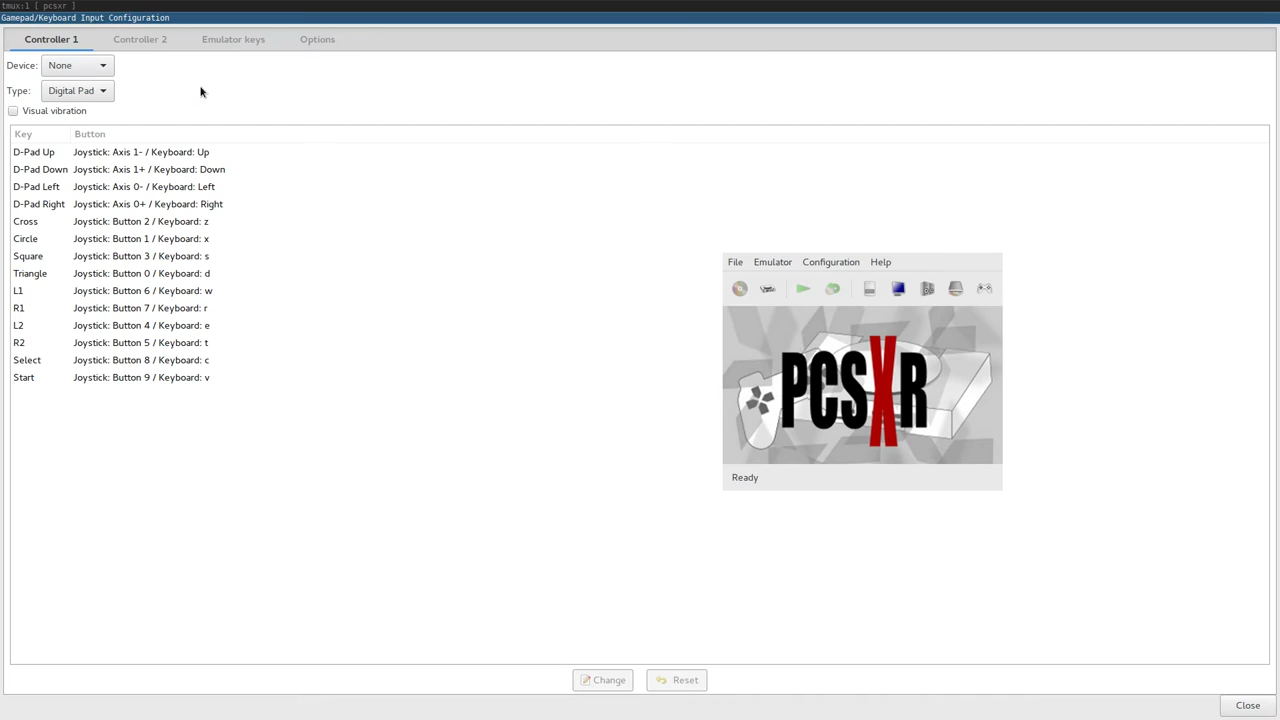 tmux:1 [ pcsxr ]
Gamepad/Keyboard Input Configuration
Controller 1 Controller 2 Emulator keys Options
Device: None
Type: Digital Pad
Visual vibration
Key Button
D-Pad Up Joystick: Axis 1- / Keyboard: Up
D-Pad Down Joystick: Axis 1+ / Keyboard: Down
D-Pad Left Joystick: Axis 0- / Keyboard: Left
D-Pad Right Joystick: Axis 0+ / Keyboard: Right
Cross Joystick: Button 2 / Keyboard: z
Circle Joystick: Button 1 / Keyboard: x
Square Joystick: Button 3 / Keyboard: s
Triangle Joystick: Button 0 / Keyboard: d
L1 Joystick: Button 6 / Keyboard: w
R1 Joystick: Button 7 / Keyboard: r
L2 Joystick: Button 4 / Keyboard: e
R2 Joystick: Button 5 / Keyboard: t
Select Joystick: Button 8 / Keyboard: c
Start Joystick: Button 9 / Keyboard: v
File Emulator Configuration Help
PCSXR
Ready
Change Reset
Close